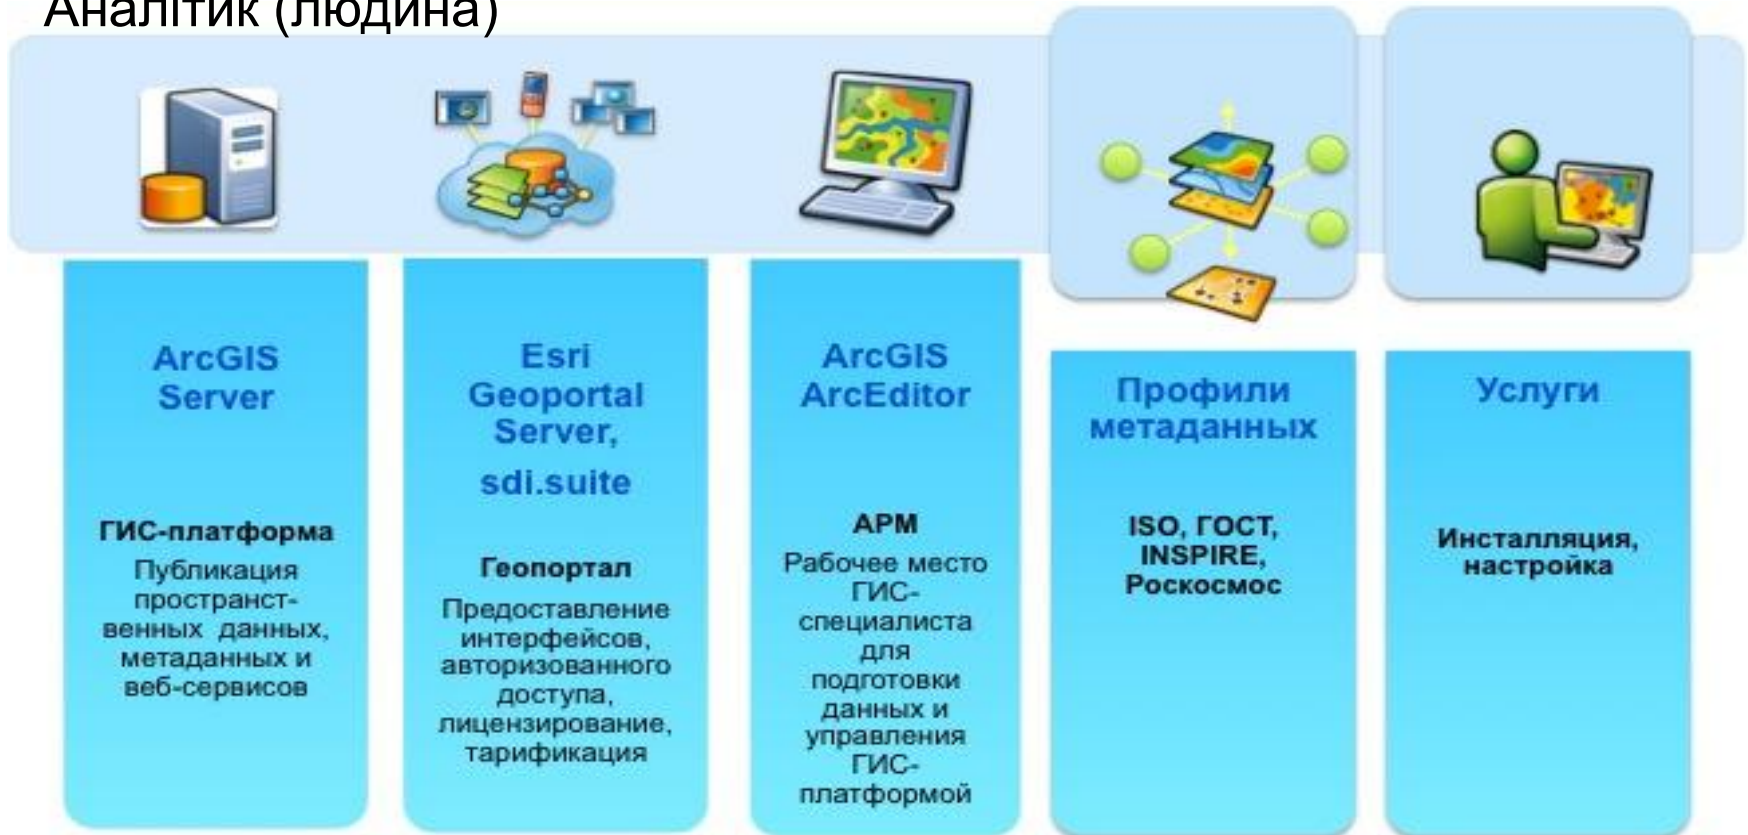 Аналітик (людина)
ArcGIS
Server
ГИС-платформа
Публикация
пространст-
венных данных,
метаданных и
веб-сервисов
Esri
Geoportal
Server,
sdi.suite
Геопортал
Предоставление
интерфейсов,
авторизованного
доступа,
лицензирование,
тарификация
ArcGIS
ArcEditor
АРМ
Рабочее место
ГИС-
специалиста
для
подготовки
данных и
управления
ГИС-
платформой
Профили
метаданных
ISO, ГОСТ,
INSPIRE,
Роскосмос
Услуги
Инсталляция,
настройка